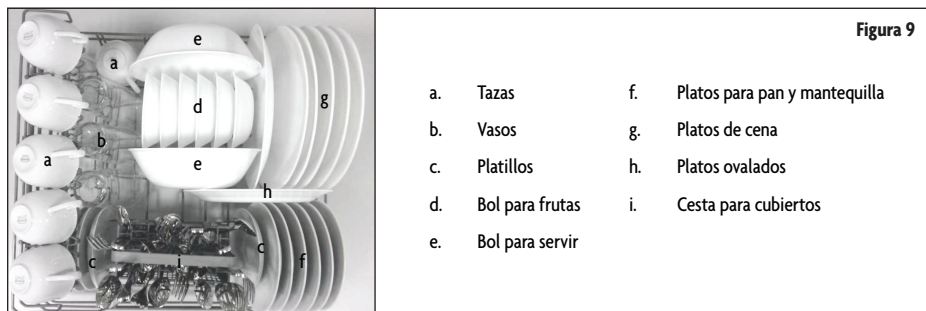 Figura 9
e
a
d
g
b
a
e
h
c
c
i
f
a. Tazas
b. Vasos
c. Platillos
d. Bol para frutas
e. Bol para servir
f. Platos para pan y mantequilla
g. Platos de cena
h. Platos ovalados
i. Cesta para cubiertos